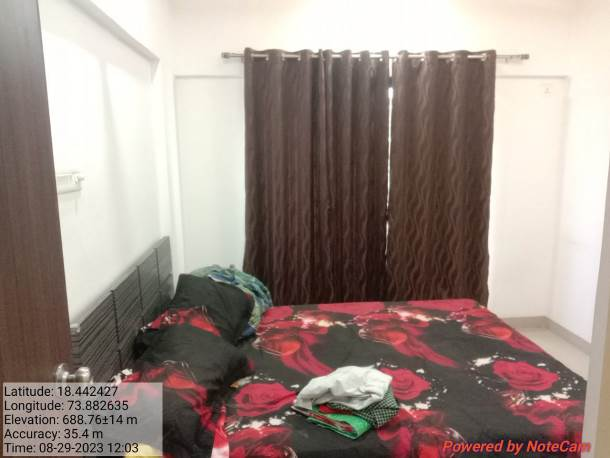 Latitude: 18.442427
Longitude: 73.882635
Elevation: 688.76±14 m
Accuracy: 35.4 m
Time: 08-29-2023 12:03
Powered by NoteCam